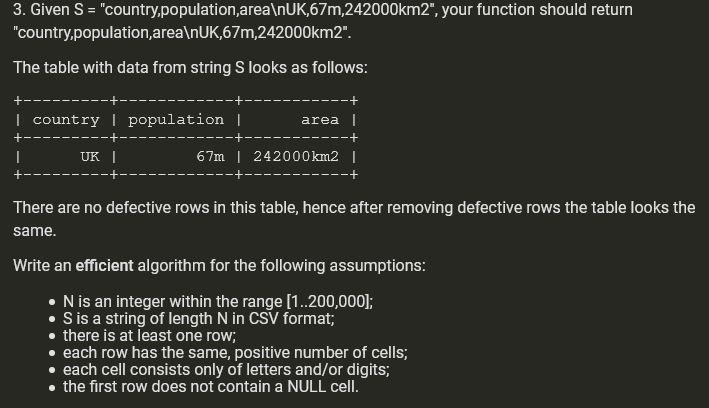 3. Given S = "country,population,area\nUK,67m,242000km2", your function should return
"country,population,area\nUK,67m,242000km2".
The table with data from string S looks as follows:
+---------+------------+-----------+
| country | population |      area |
+---------+------------+-----------+
|      UK |        67m | 242000km2 |
+---------+------------+-----------+
There are no defective rows in this table, hence after removing defective rows the table looks the
same.
Write an efficient algorithm for the following assumptions:
• N is an integer within the range [1..200,000];
• S is a string of length N in CSV format;
• there is at least one row;
• each row has the same, positive number of cells;
• each cell consists only of letters and/or digits;
• the first row does not contain a NULL cell.